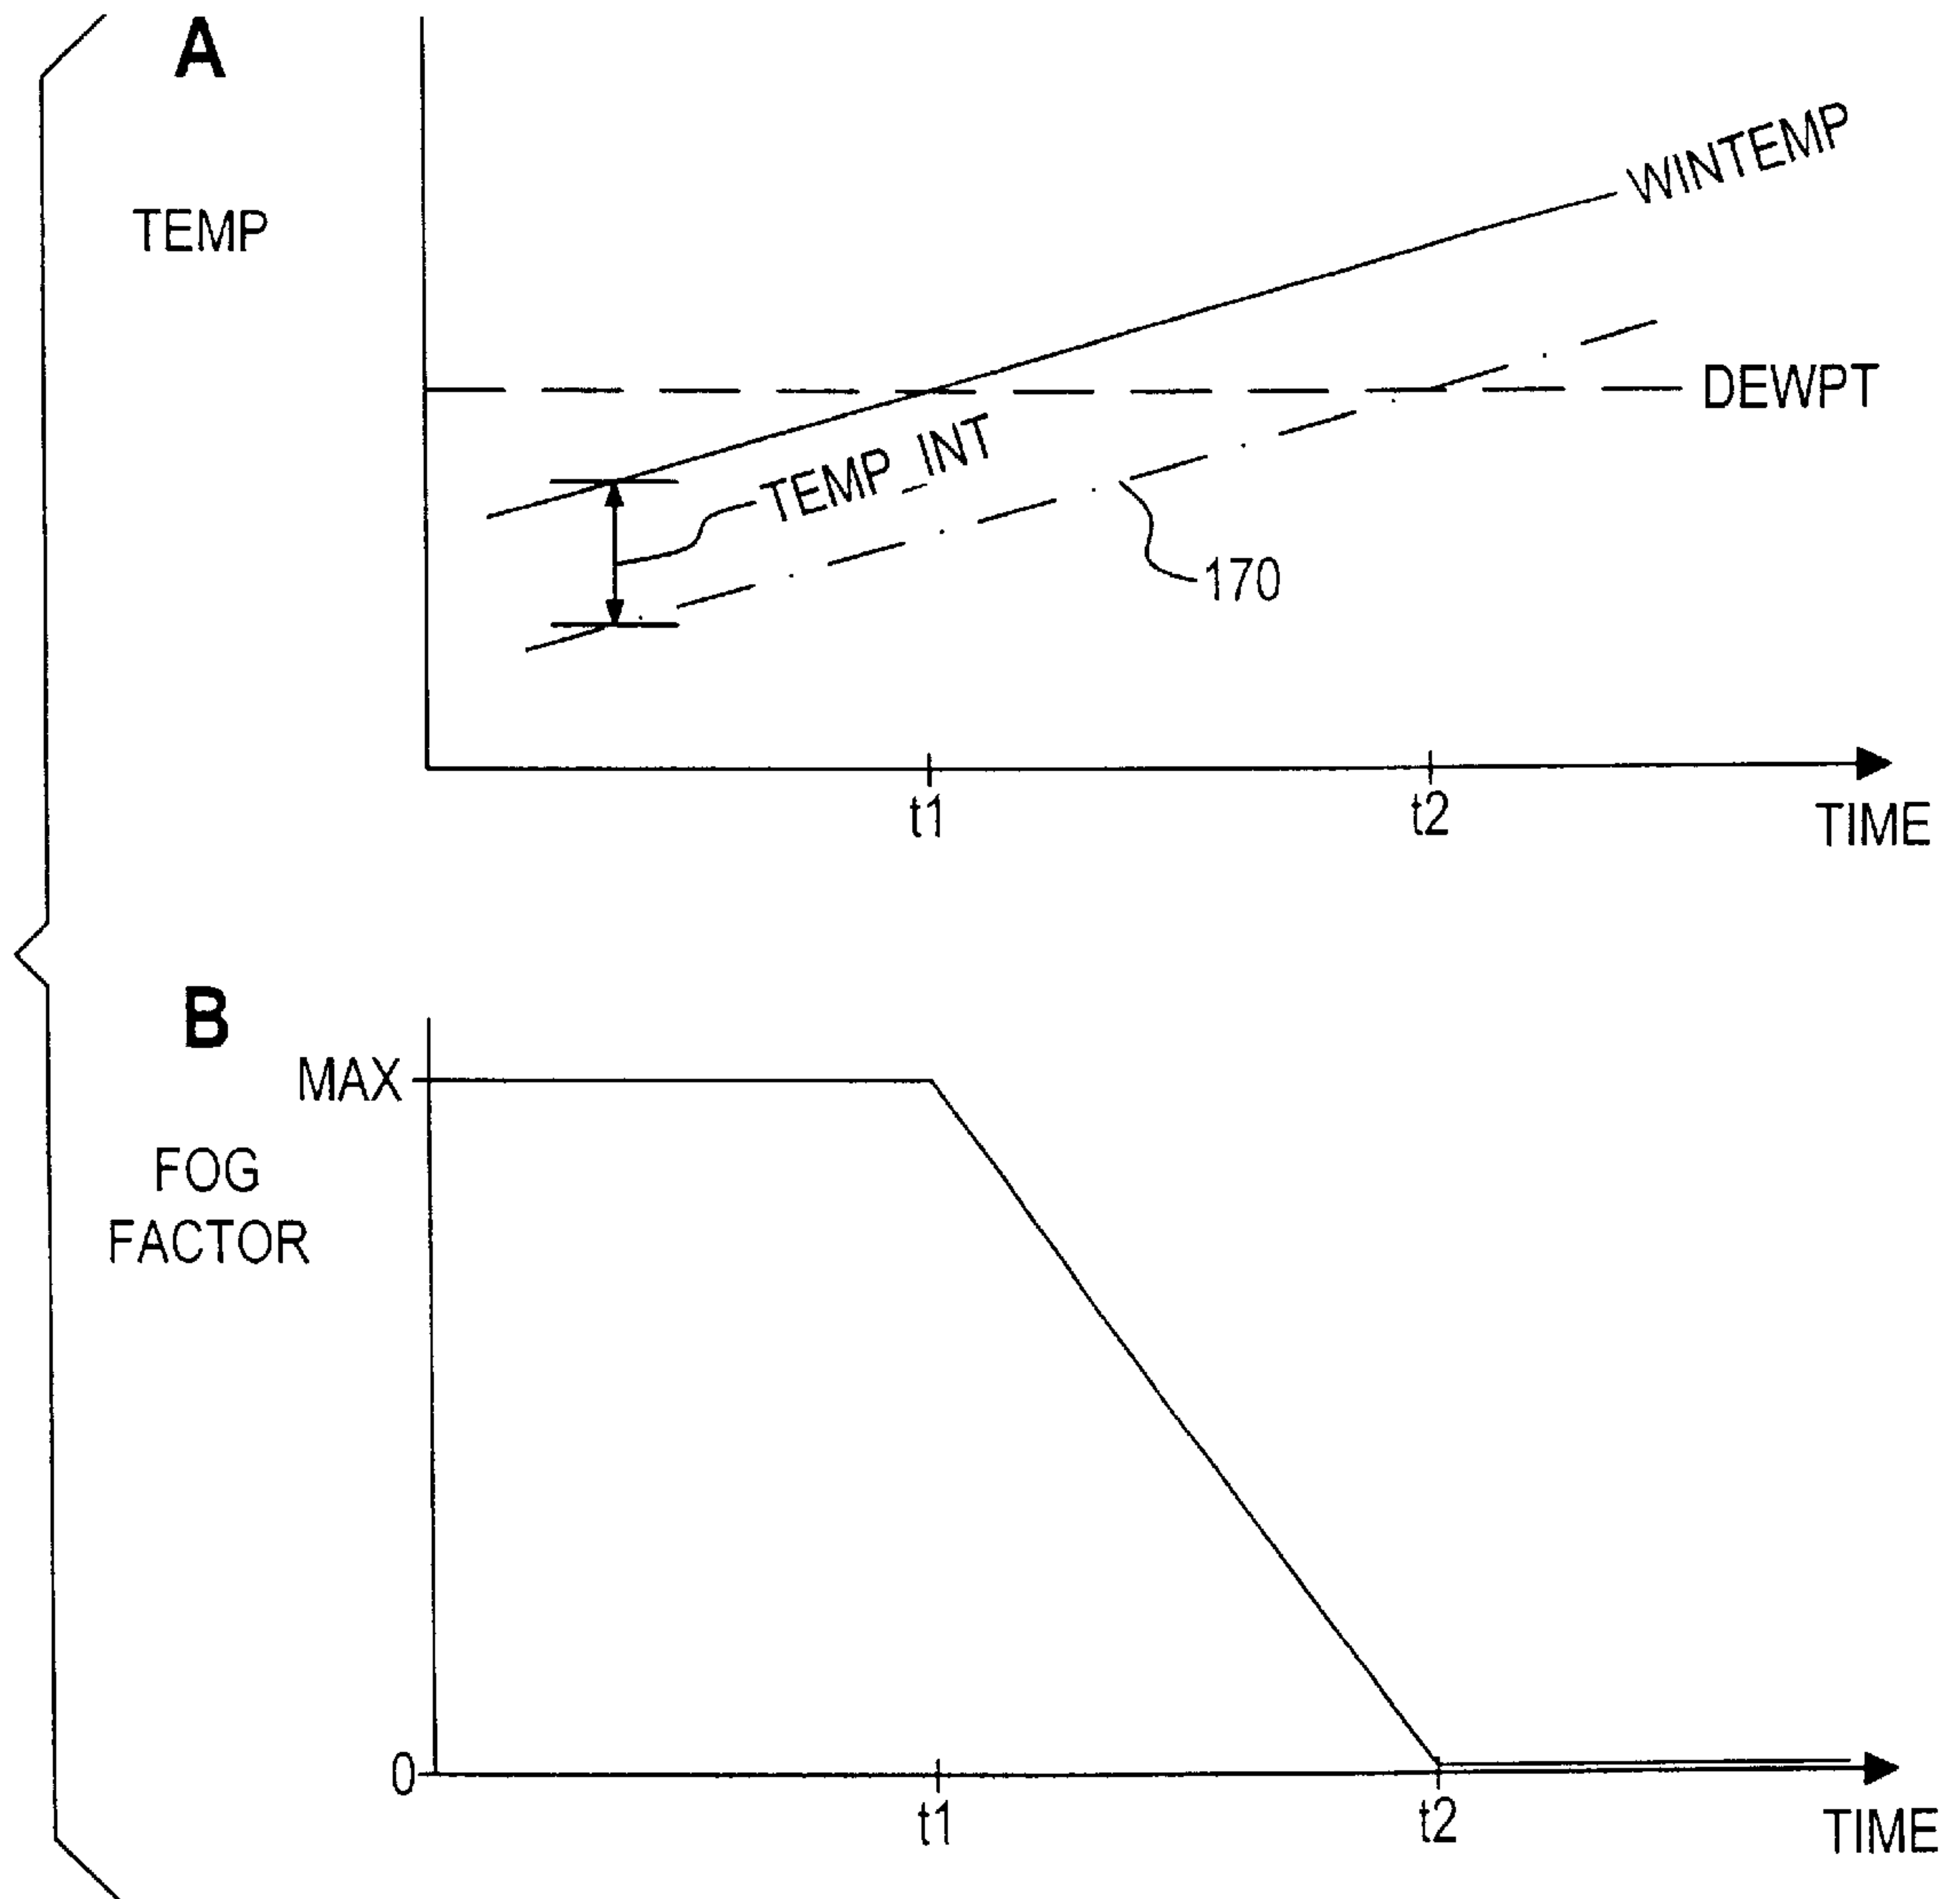 A
TEMP
WINTEMP
DEWPT
TEMP_INT
170
t1
t2
TIME
B
MAX
FOG
FACTOR
0
t1
t2
TIME